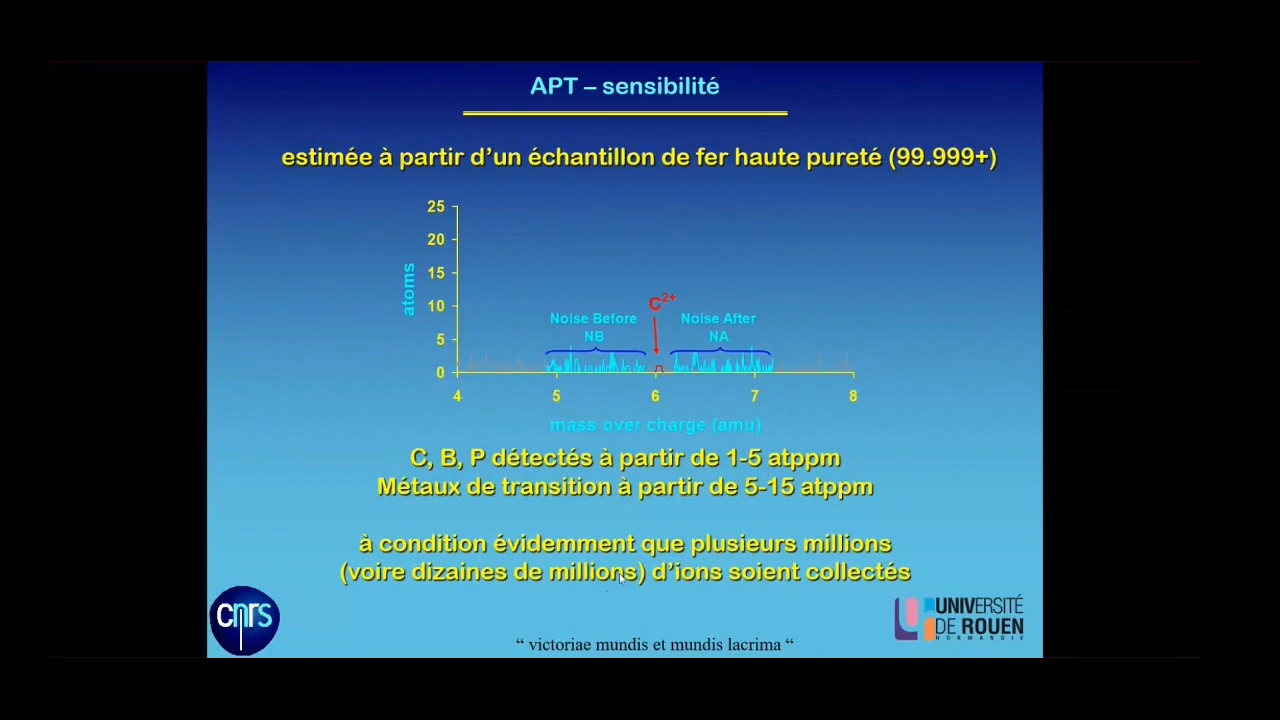 APT – sensibilité
estimée à partir d’un échantillon de fer haute pureté (99.999+)
25
20
15
10
5
0
atoms
C2+
Noise Before
NB
Noise After
NA
4 5 6 7 8
mass over charge (amu)
C, B, P détectés à partir de 1-5 atppm
Métaux de transition à partir de 5-15 atppm
à condition évidemment que plusieurs millions
(voire dizaines de millions) d’ions soient collectés
cnrs
UNIVERSITÉ
DE ROUEN
NORMANDIE
“ victoriae mundis et mundis lacrima “